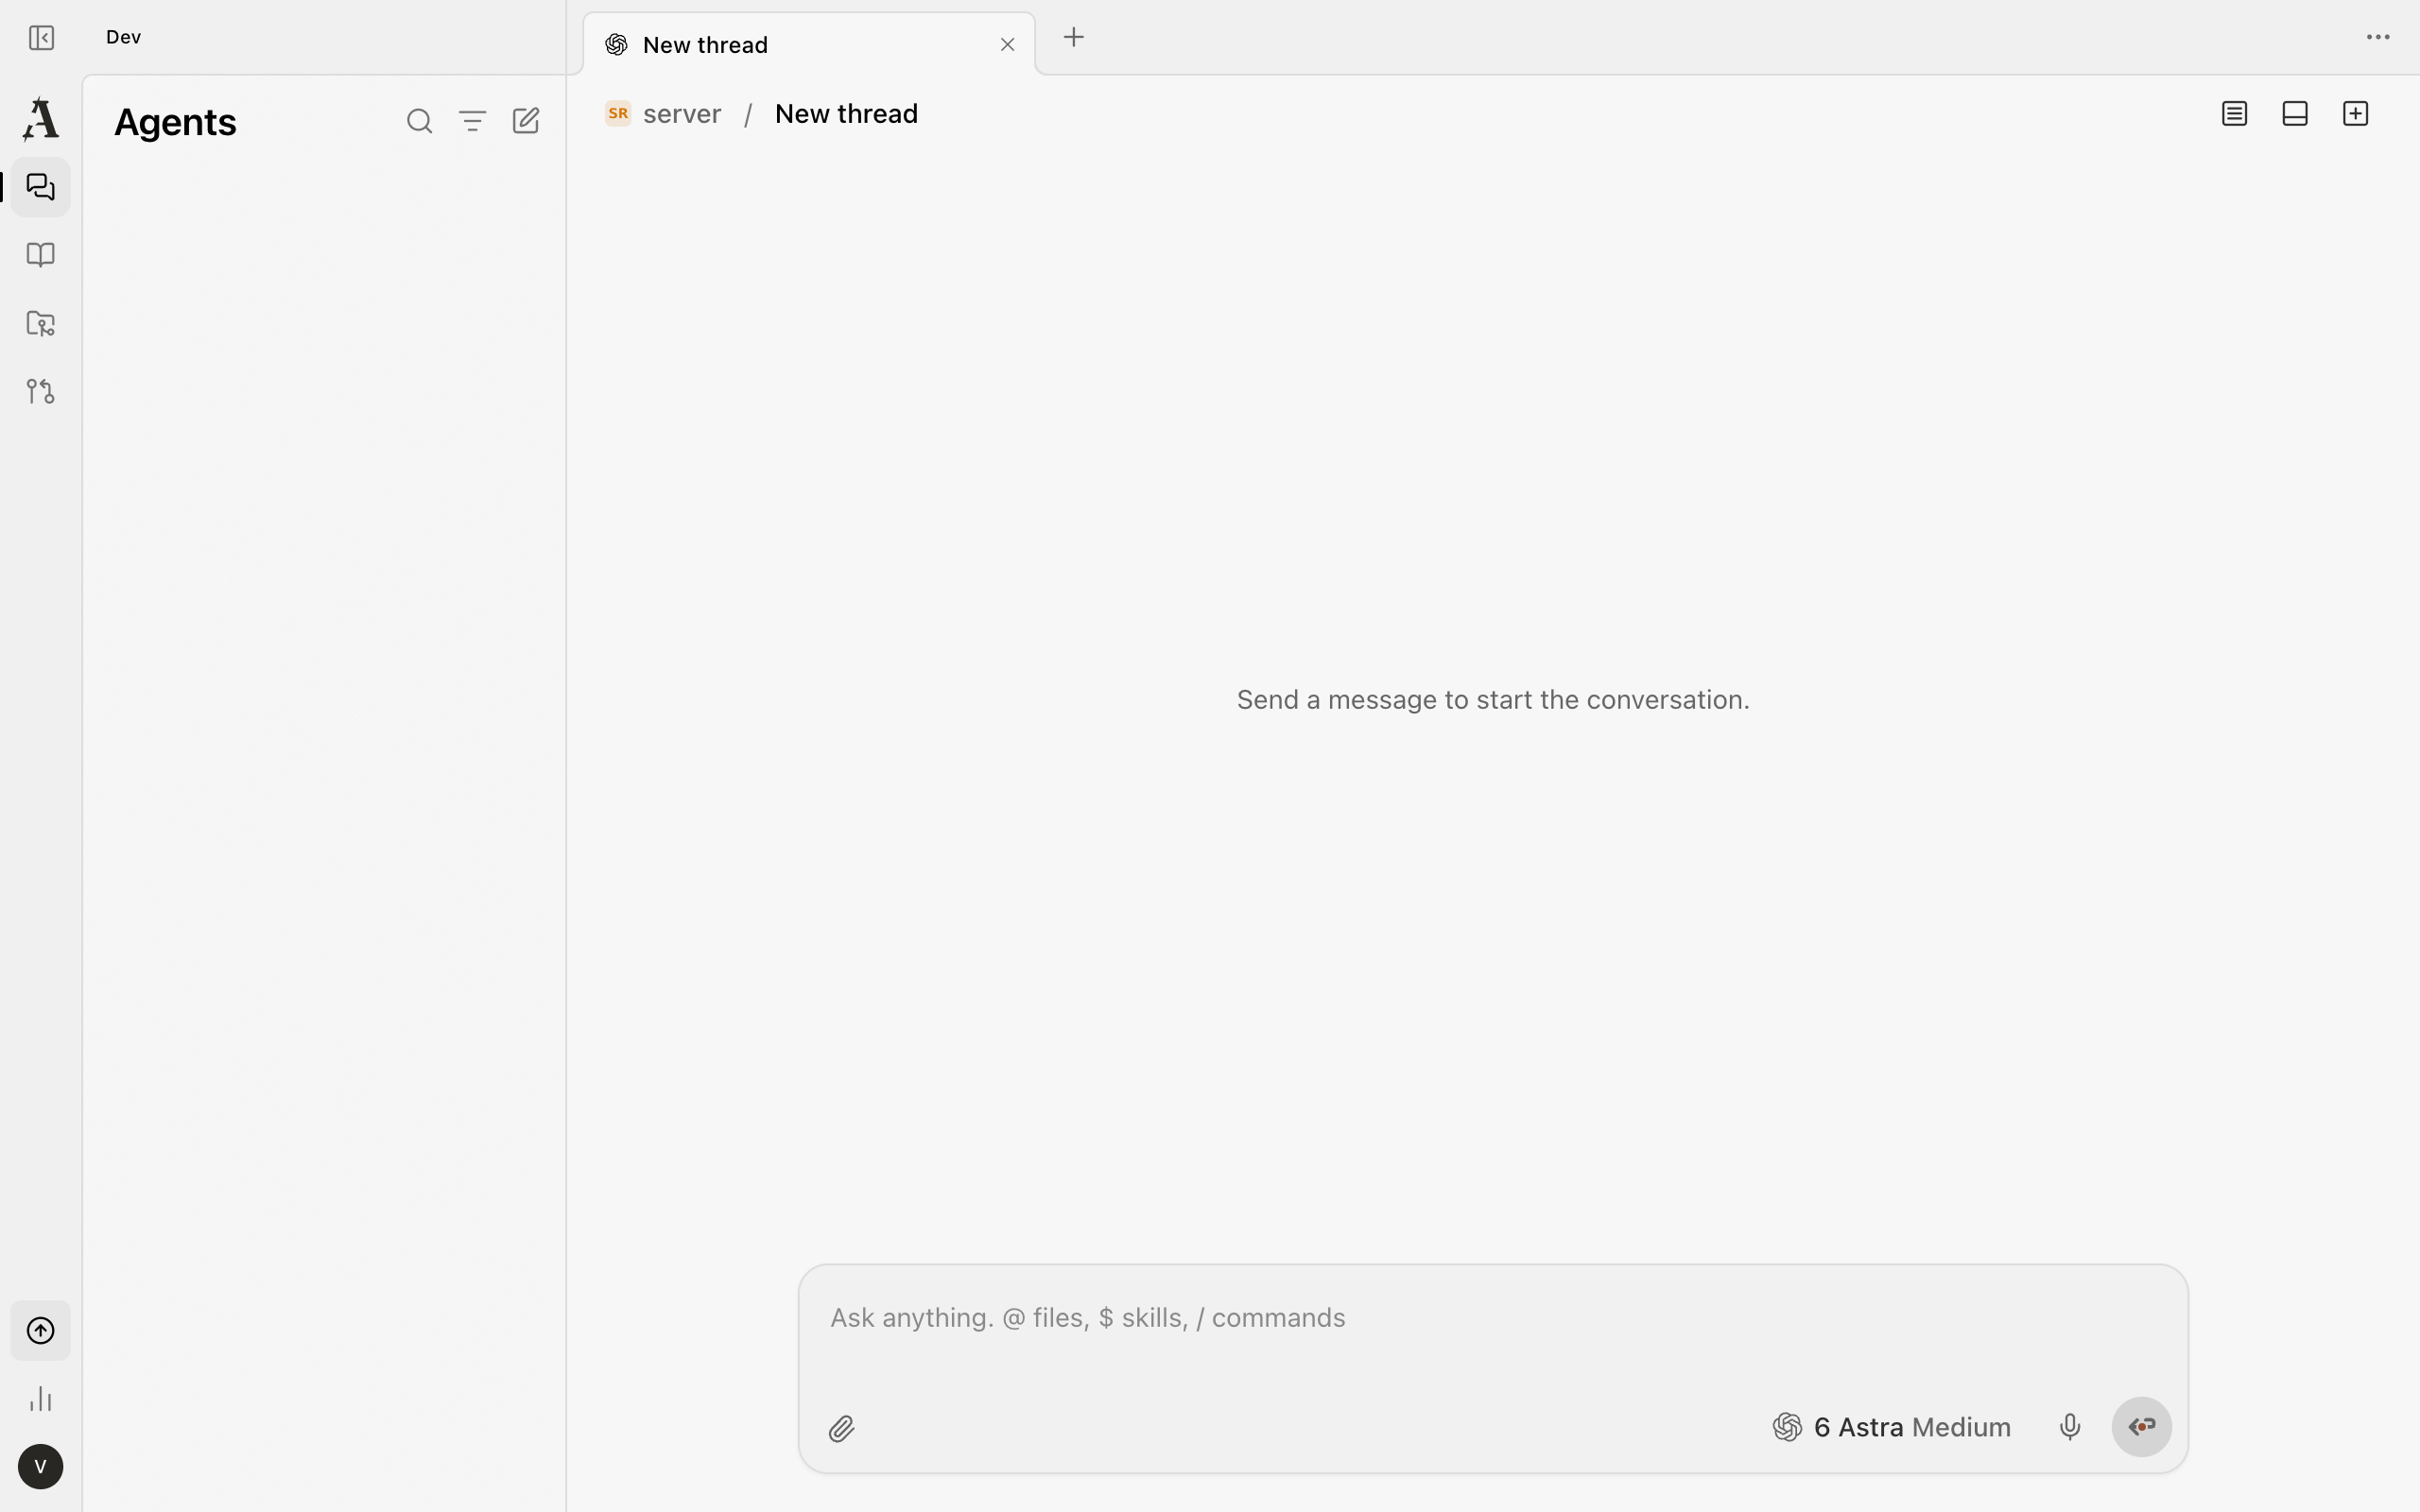 Dev
New thread
Agents
SR server / New thread
Send a message to start the conversation.
Ask anything. @ files, $ skills, / commands
6 Astra Medium
V